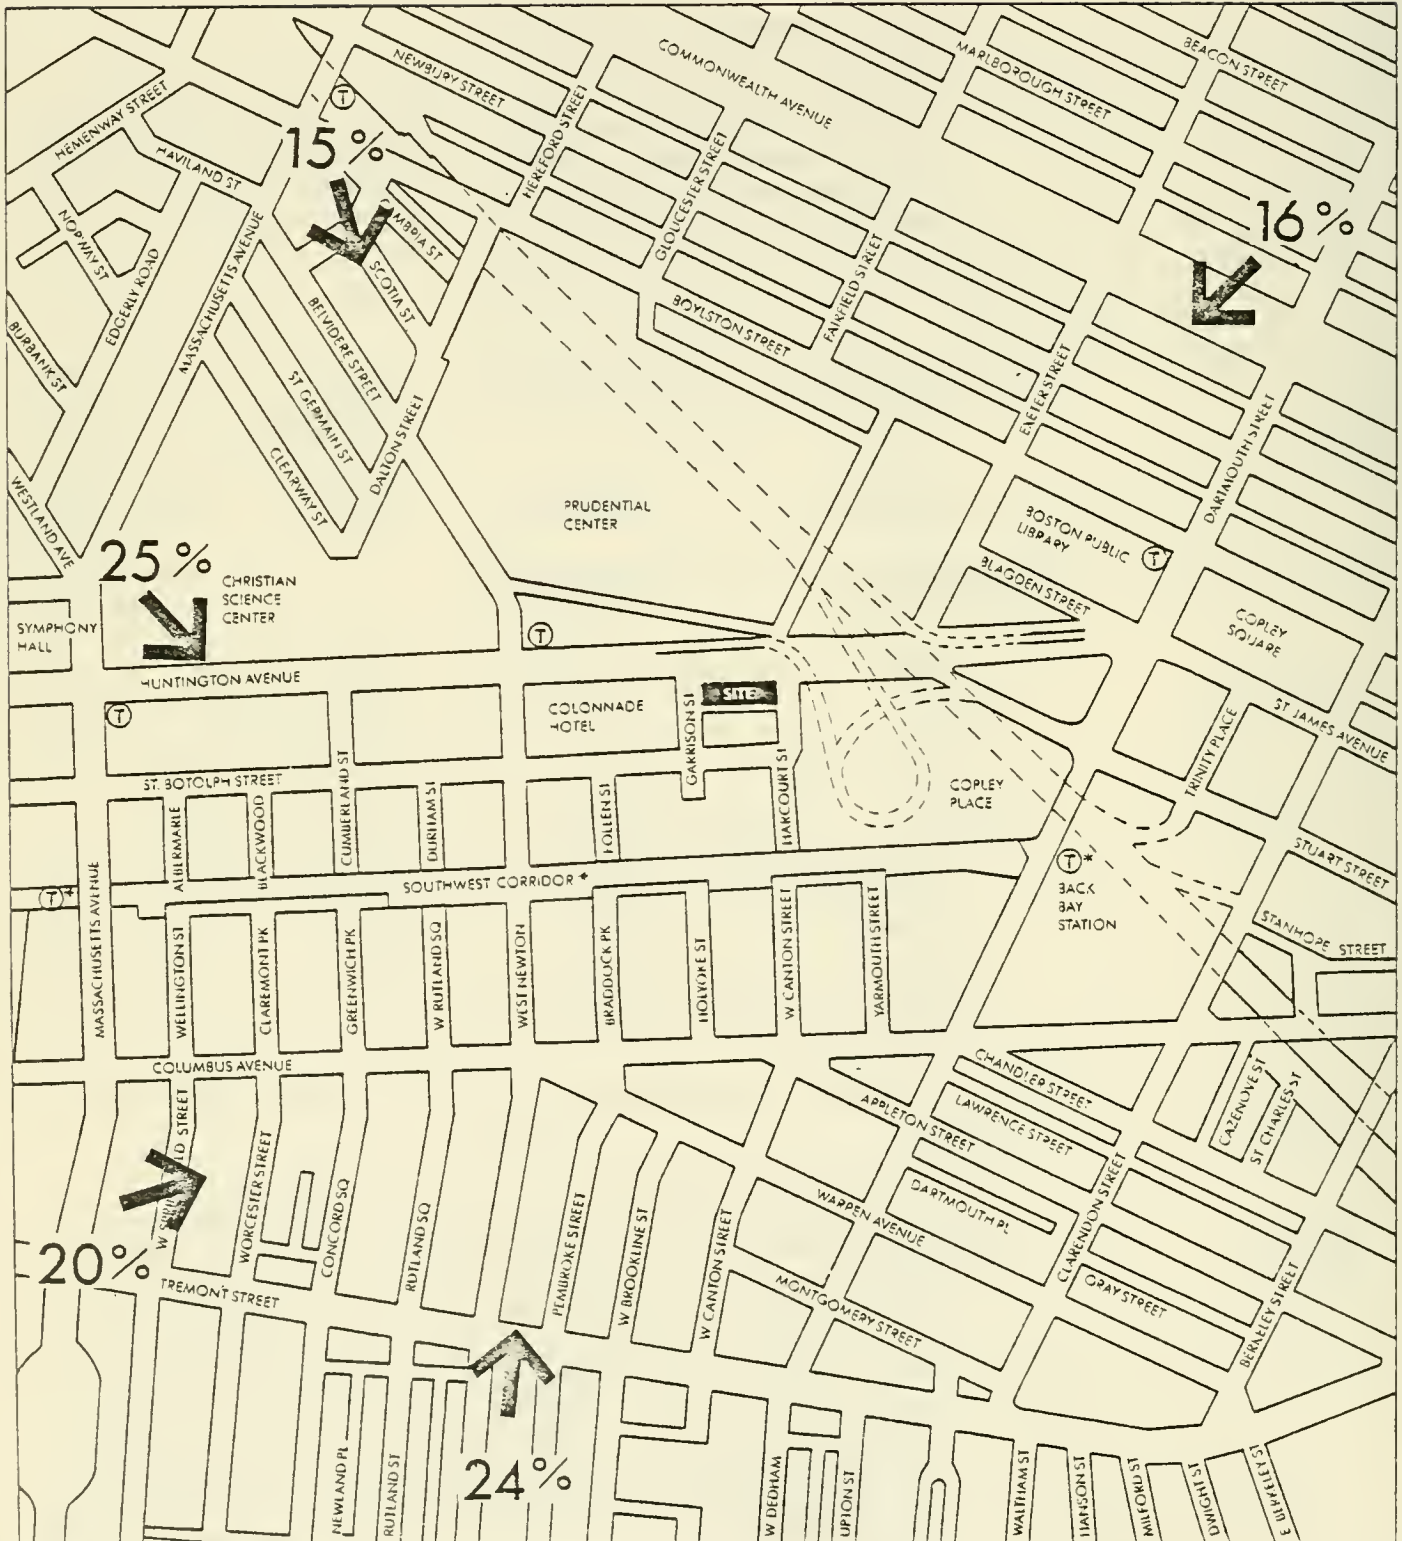 BEACON STREET
MARLBOROUGH STREET
COMMONWEALTH AVENUE
NEWBURY STREET
HEMENWAY STREET
HAVILAND ST
15%
HEREFORD STREET
GLOUCESTER STREET
16%
NORWAY ST
EDGERLY ROAD
MASSACHUSETTS AVENUE
SCOTIA ST
BELVIDERE STREET
FAIRFIELD STREET
BOYLSTON STREET
BURBANK ST
ST GERMAIN ST
CLEARWAY ST
DALTON STREET
EXETER STREET
DARTMOUTH STREET
WESTLAND AVE
PRUDENTIAL
CENTER
BOSTON PUBLIC
LIBRARY
T
T
BLAGDEN STREET
25%
CHRISTIAN
SCIENCE
CENTER
SYMPHONY
HALL
T
COPLEY
SQUARE
HUNTINGTON AVENUE
SITE
COLONNADE
HOTEL
GARRISON ST
T
ST JAMES AVENUE
TRINITY PLACE
ST. BOTOLPH STREET
HARCOURT ST
COPLEY
PLACE
ALBERMARLE
BLACKWOOD
CUMBERLAND ST
DURHAM ST
FOLLEN ST
STUART STREET
SOUTHWEST CORRIDOR *
T*
T*
BACK
BAY
STATION
STANHOPE STREET
MASSACHUSETTS AVENUE
WELLINGTON ST
CLAREMONT PK
GREENWICH PK
W RUTLAND SQ
WEST NEWTON
BRADDOCK PK
HOLYOKE ST
W CANTON STREET
YARMOUTH STREET
COLUMBUS AVENUE
CHANDLER STREET
LAWRENCE STREET
APPLETON STREET
CAZENOVE ST
ST CHARLES ST
WORCESTER STREET
CONCORD SQ
RUTLAND SQ
PEMBROKE STREET
W BROOKLINE ST
W CANTON STREET
WARREN AVENUE
DARTMOUTH PL
CLARENDON STREET
20%
TREMONT STREET
MONTGOMERY STREET
GRAY STREET
BERKELEY STREET
24%
NEWLAND PL
RUTLAND ST
W DEDHAM
UPTON ST
WALTHAM ST
HANSON ST
MILFORD ST
DWIGHT ST
E BERKELEY ST